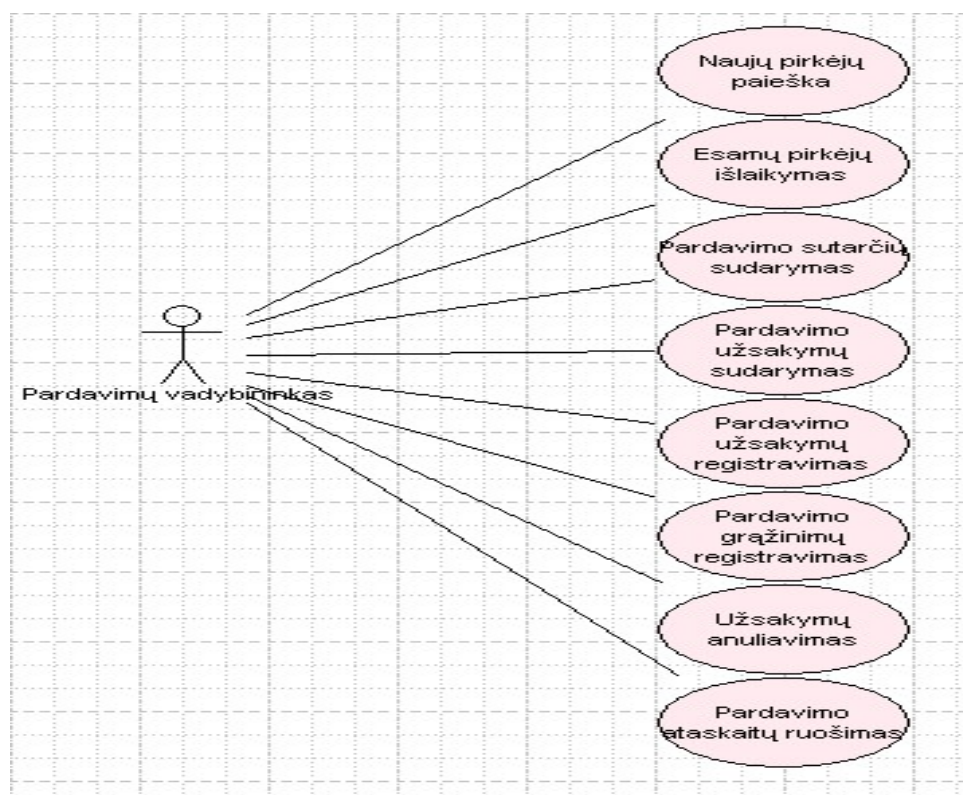 Naujų pirkėjų
paieška
Esamų pirkėjų
išlaikymas
Pardavimo sutarčių
sudarymas
Pardavimo
užsakymų
sudarymas
Pardavimų vadybininkas
Pardavimo
užsakymų
registravimas
Pardavimo
grąžinimų
registravimas
Užsakymų
anuliavimas
Pardavimo
ataskaitų ruošimas